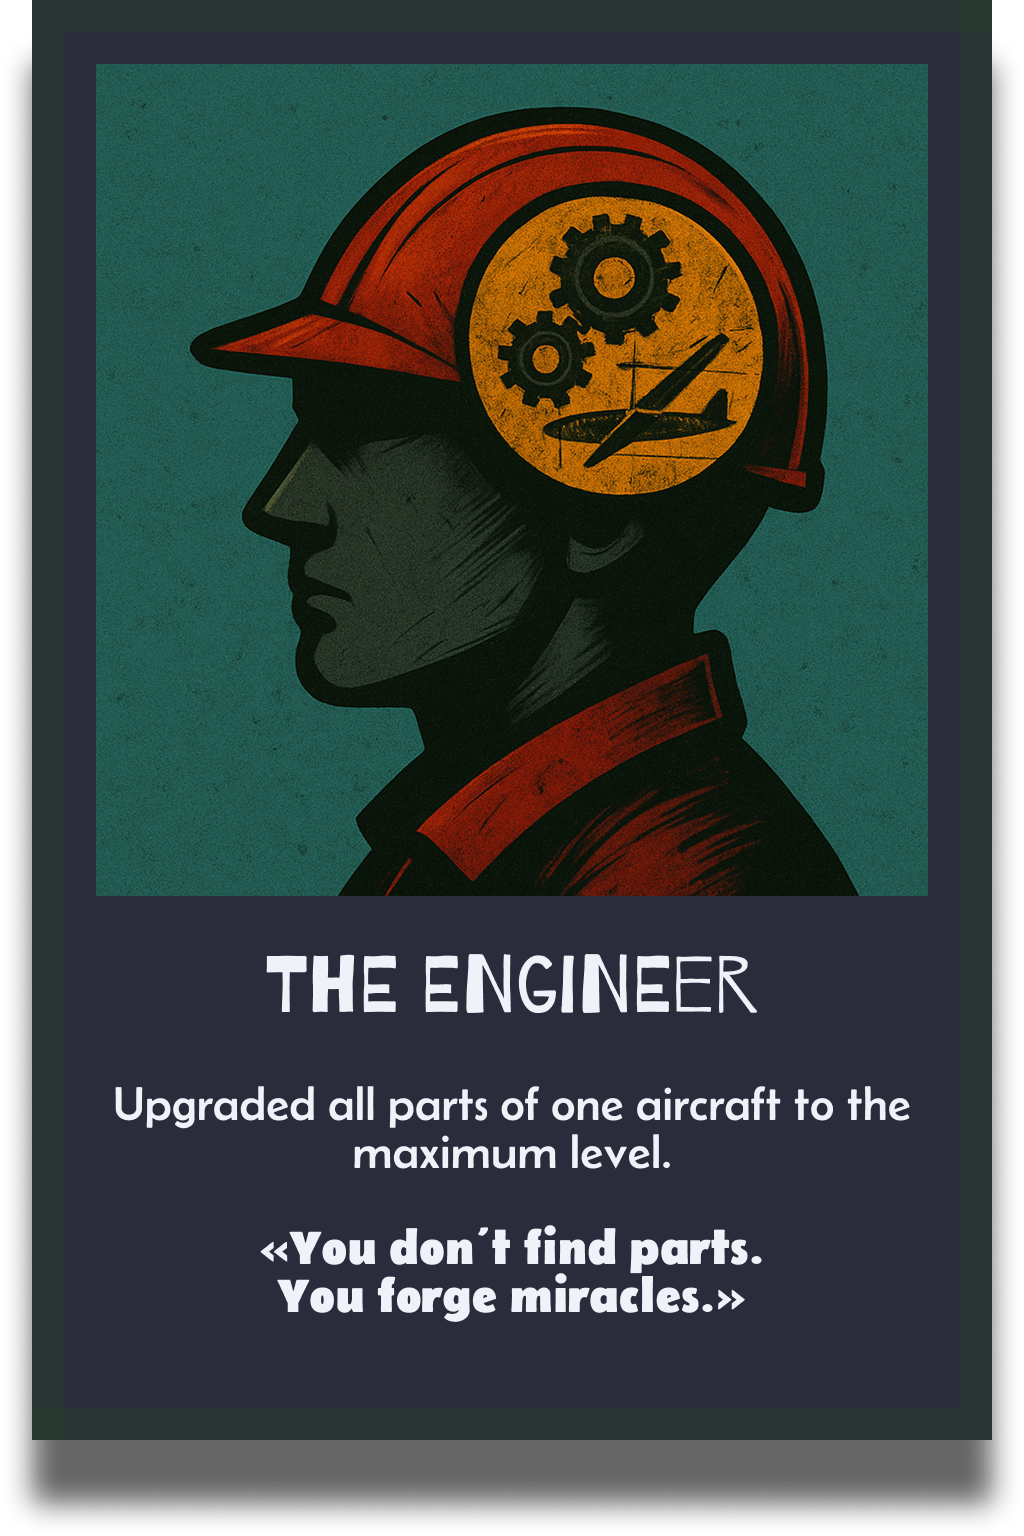 THE ENGINEER
Upgraded all parts of one aircraft to the
maximum level.
«You don´t find parts.
You forge miracles.»